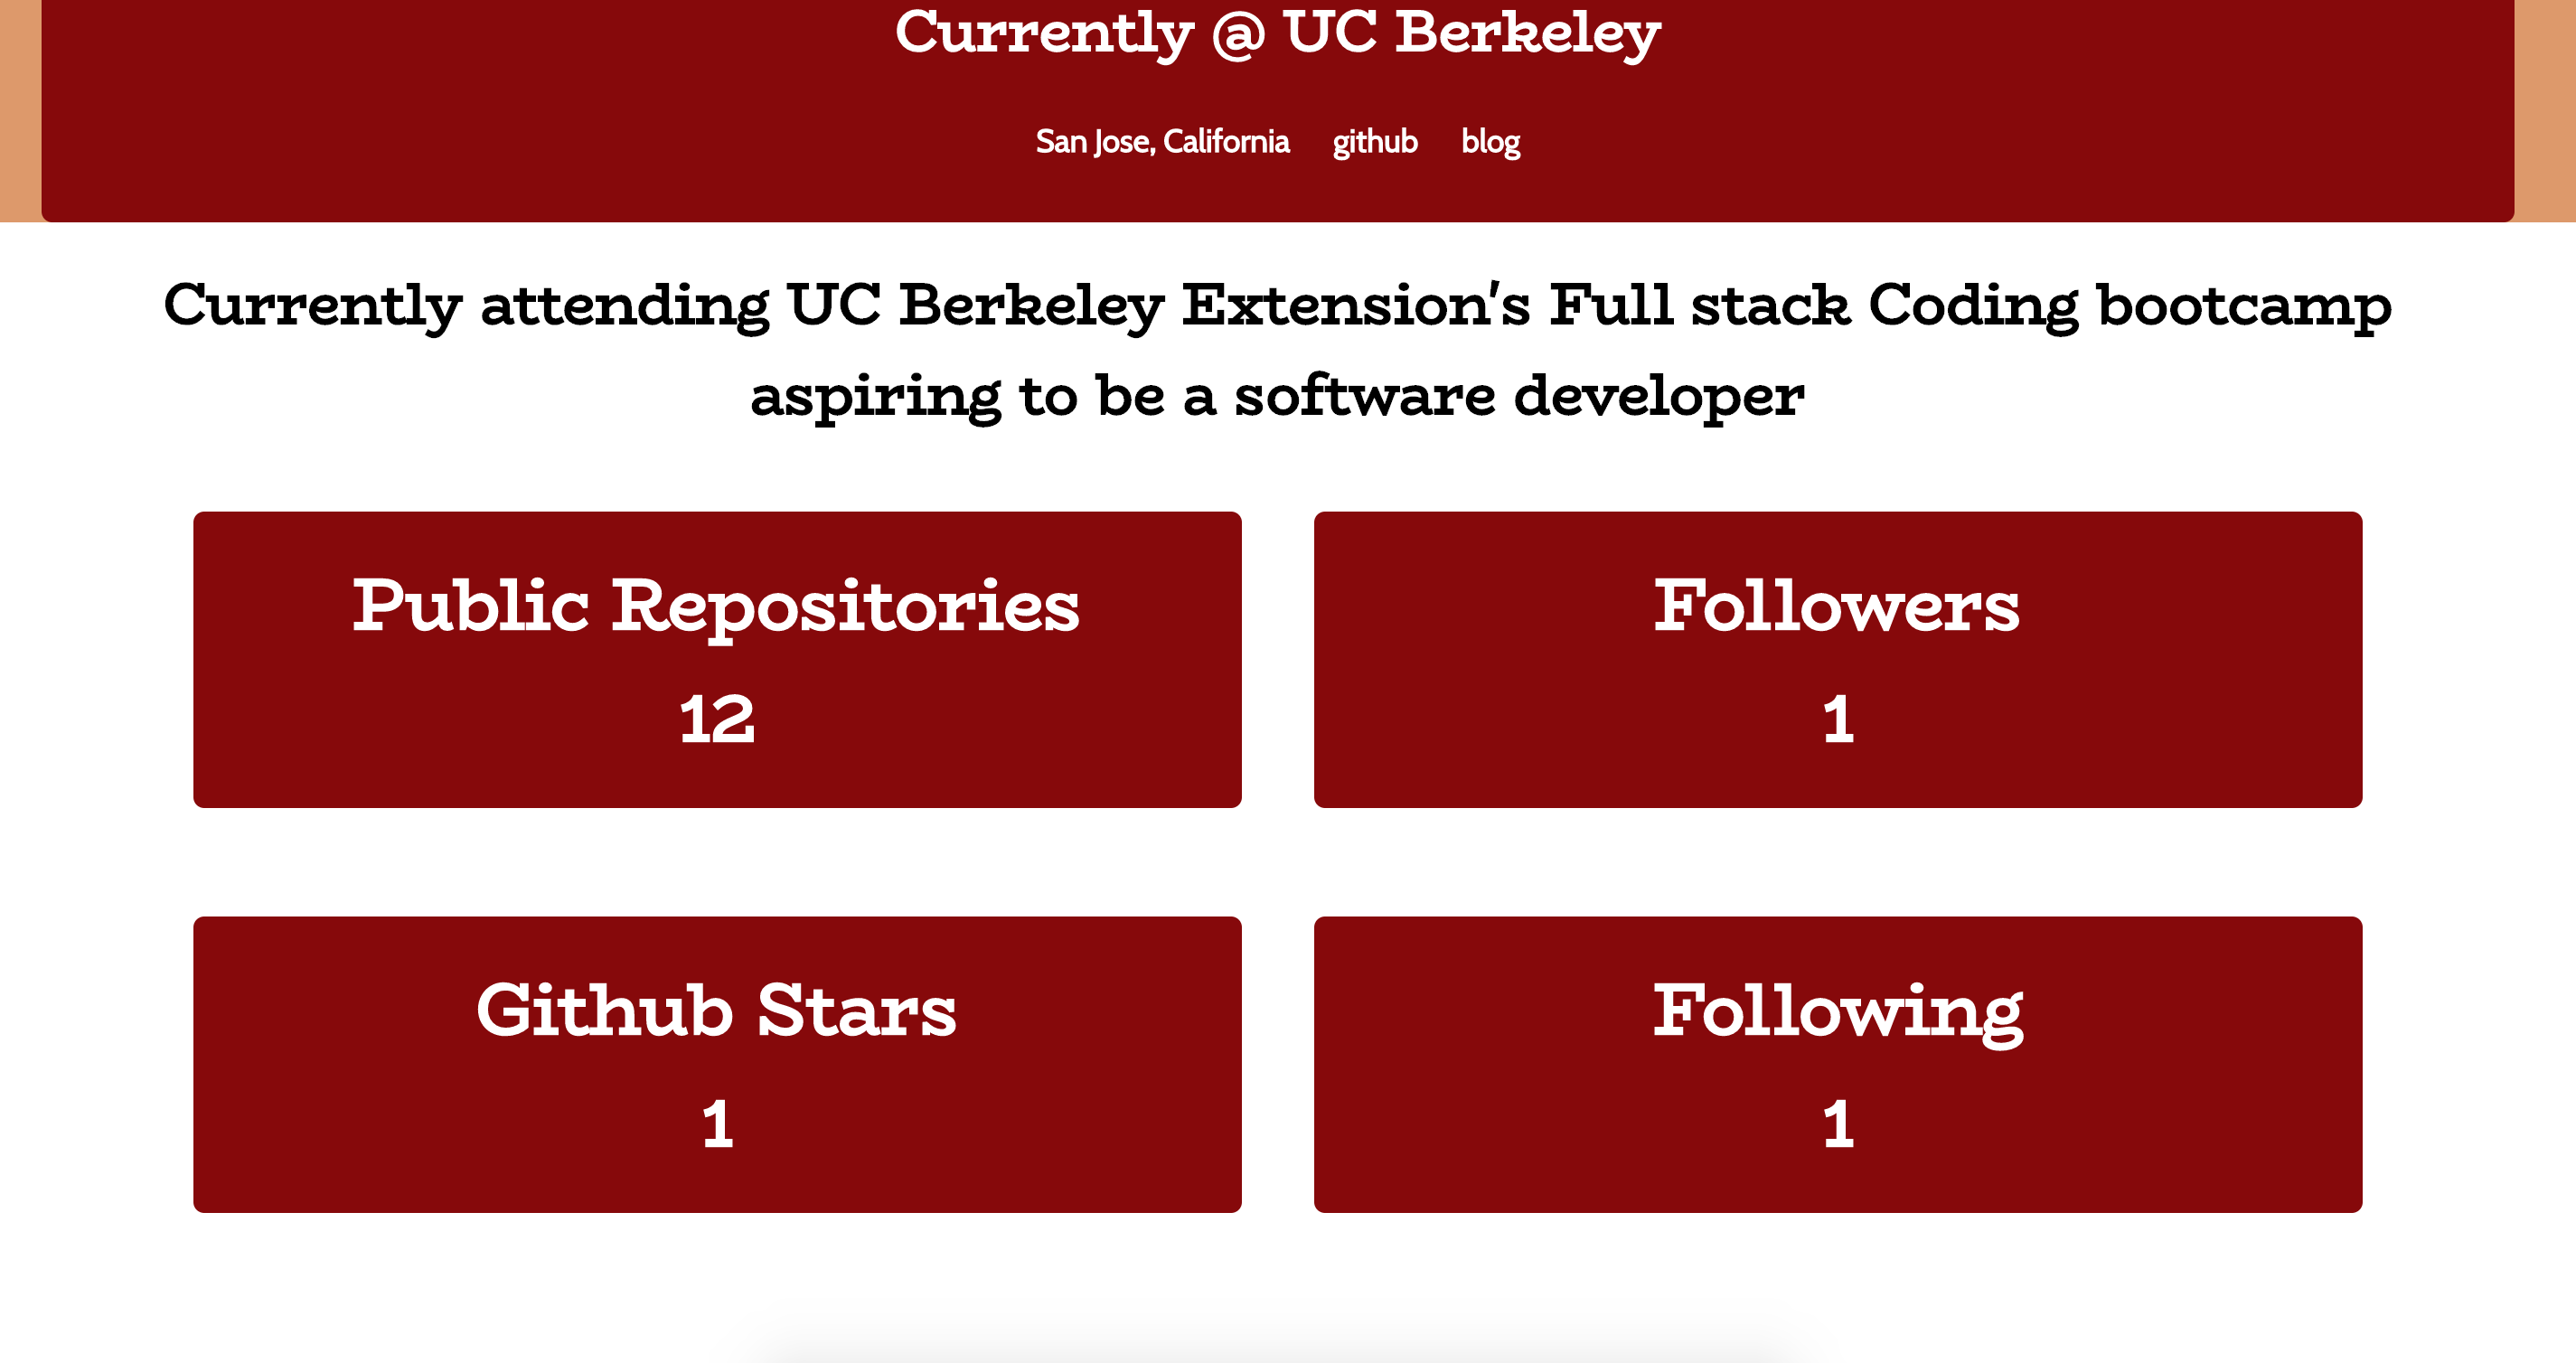 Currently @ UC Berkeley
San Jose, California github blog
Currently attending UC Berkeley Extension's Full stack Coding bootcamp
aspiring to be a software developer
Public Repositories
12
Followers
1
Github Stars
1
Following
1